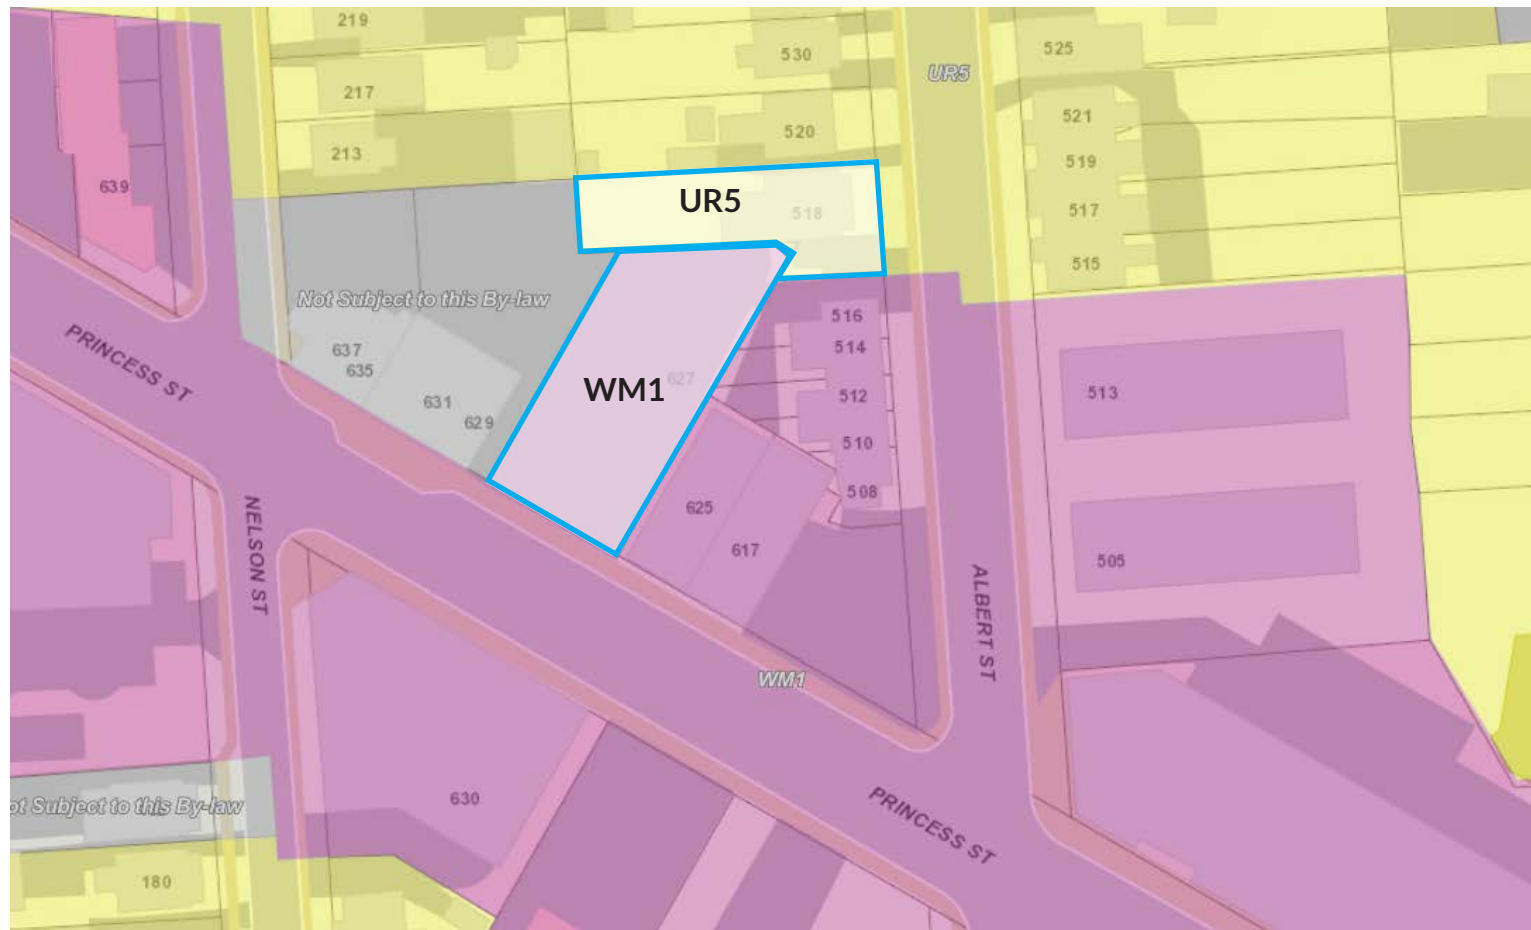 219
530
525
UR5
217
521
520
213
519
639
UR5
518
517
515
Not Subject to this By-law
516
PRINCESS ST
637
514
635
627
WM1
513
512
631
629
510
508
625
NELSON ST
617
505
ALBERT ST
WM1
630
ot Subject to this By-law
PRINCESS ST
180